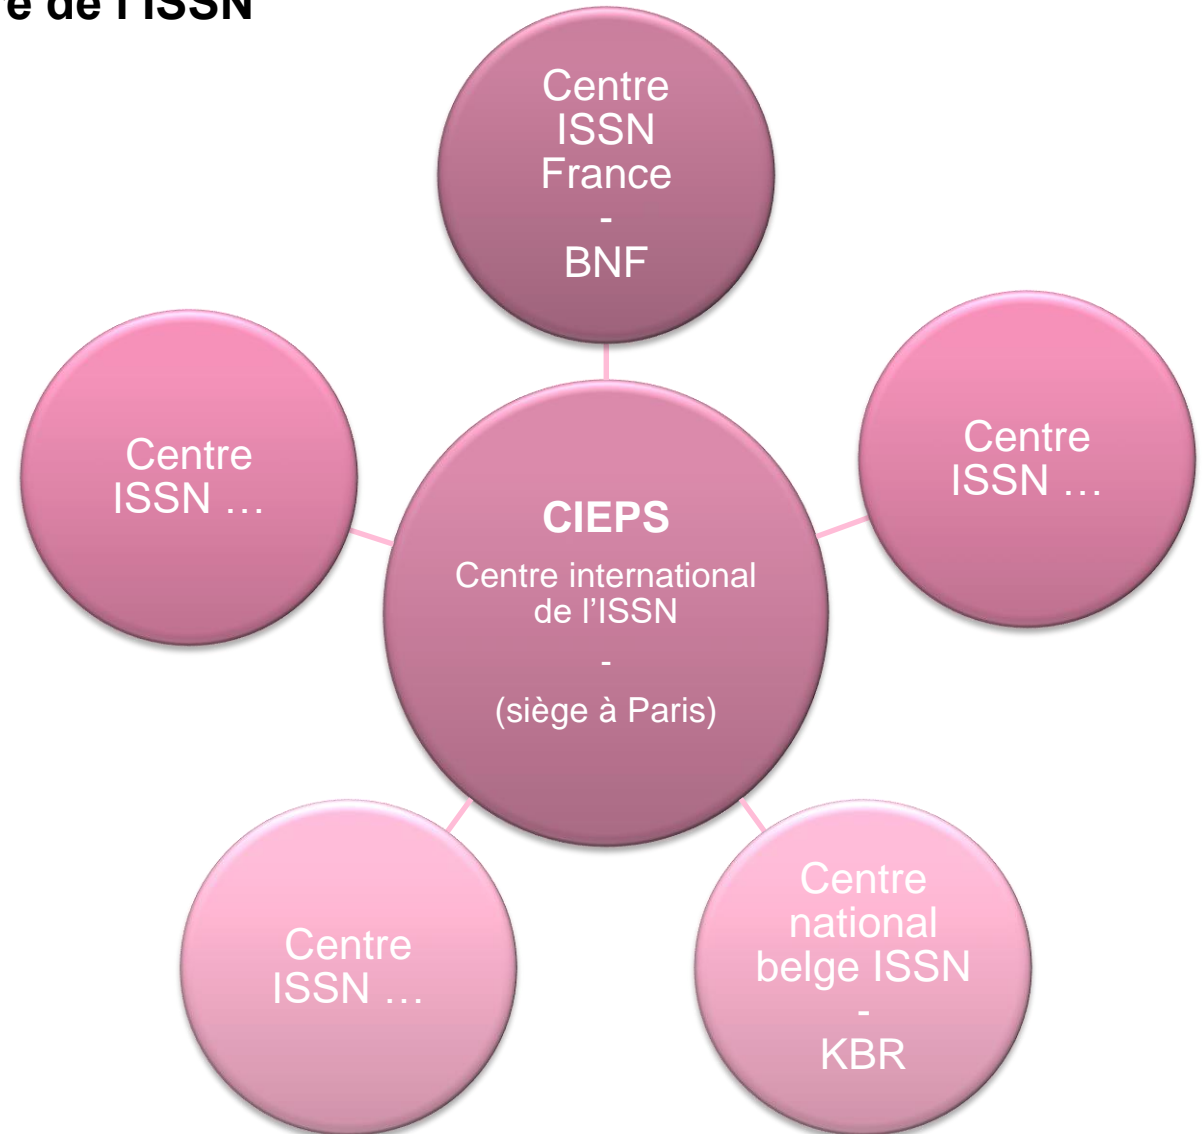 de l'ISSN
Centre
ISSN
France
-
BNF
Centre
ISSN …
Centre
ISSN …
CIEPS
Centre international
de l’ISSN
-
(siège à Paris)
Centre
ISSN …
Centre
national
belge ISSN
-
KBR